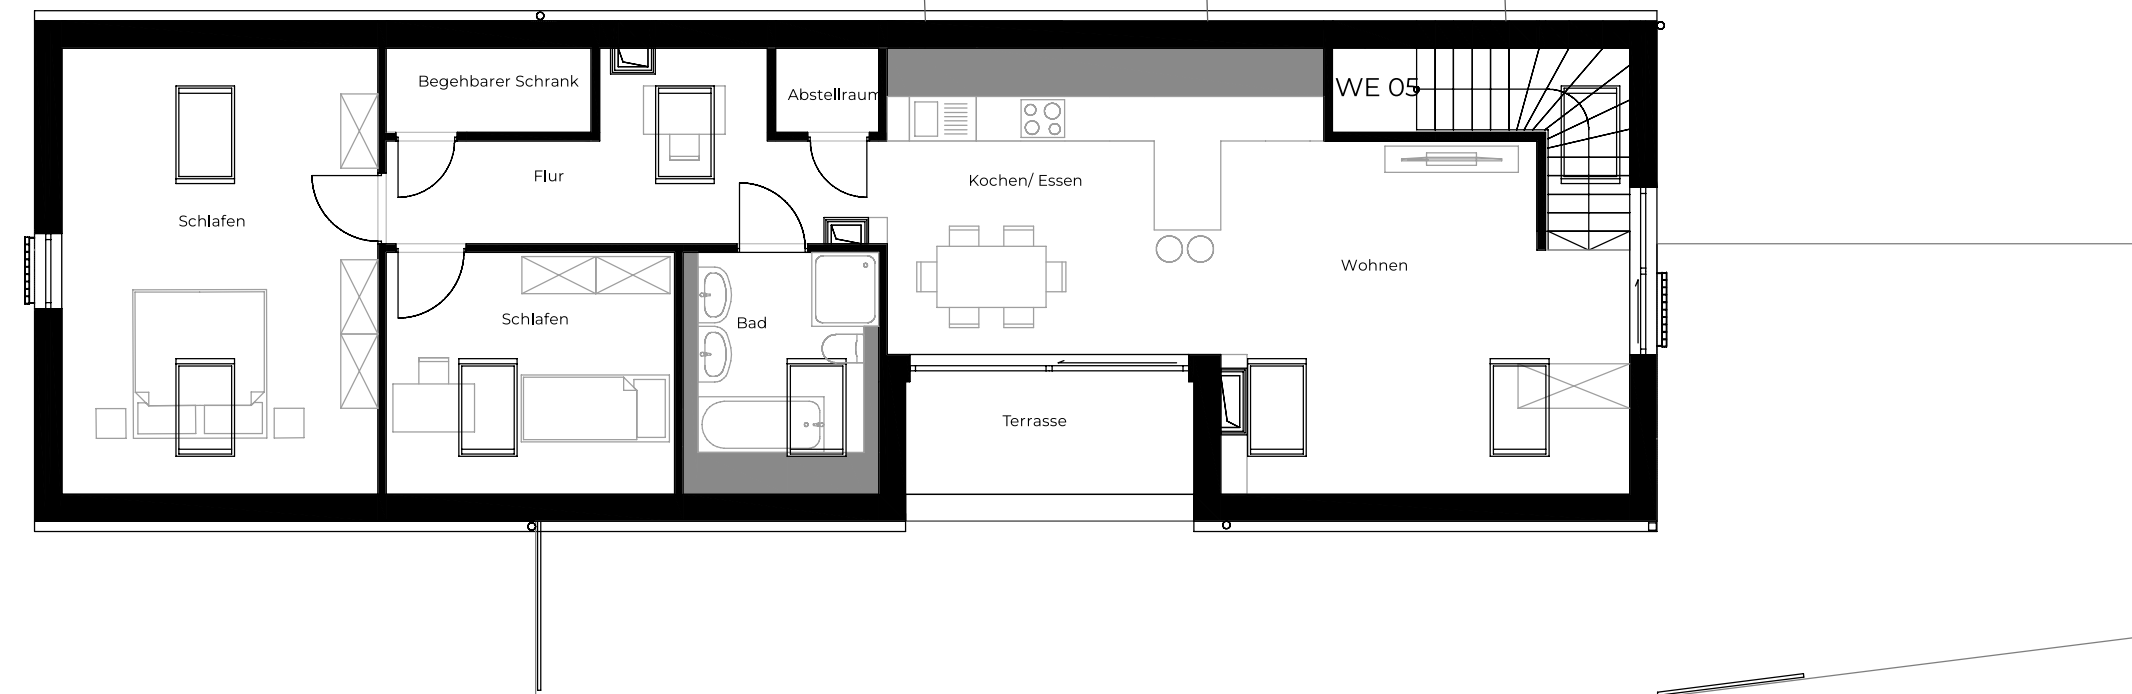 Begehbarer Schrank
Abstellraum
WE 05
Flur
Kochen/ Essen
Schlafen
Wohnen
Schlafen
Bad
Terrasse